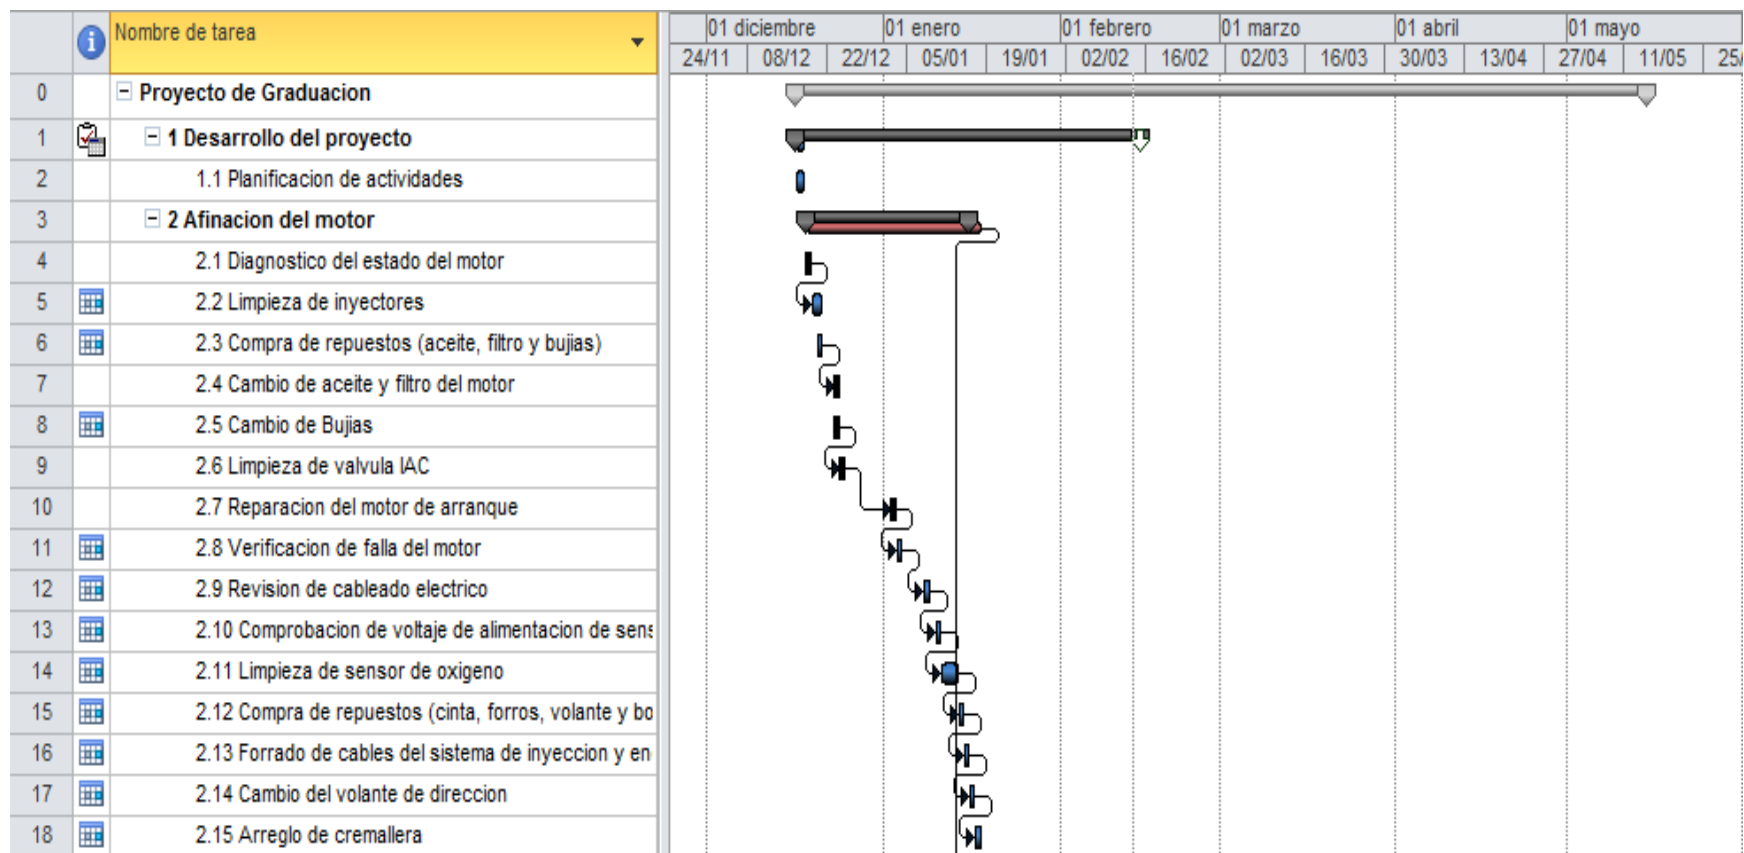 Nombre de tarea
01 diciembre 01 enero 01 febrero 01 marzo 01 abril 01 mayo
24/11 08/12 22/12 05/01 19/01 02/02 16/02 02/03 16/03 30/03 13/04 27/04 11/05 25/
0 Proyecto de Graduacion
1 1 Desarrollo del proyecto
2 1.1 Planificacion de actividades
3 2 Afinacion del motor
4 2.1 Diagnostico del estado del motor
5 2.2 Limpieza de inyectores
6 2.3 Compra de repuestos (aceite, filtro y bujias)
7 2.4 Cambio de aceite y filtro del motor
8 2.5 Cambio de Bujias
9 2.6 Limpieza de valvula IAC
10 2.7 Reparacion del motor de arranque
11 2.8 Verificacion de falla del motor
12 2.9 Revision de cableado electrico
13 2.10 Comprobacion de voltaje de alimentacion de sens
14 2.11 Limpieza de sensor de oxigeno
15 2.12 Compra de repuestos (cinta, forros, volante y bo
16 2.13 Forrado de cables del sistema de inyeccion y en
17 2.14 Cambio del volante de direccion
18 2.15 Arreglo de cremallera